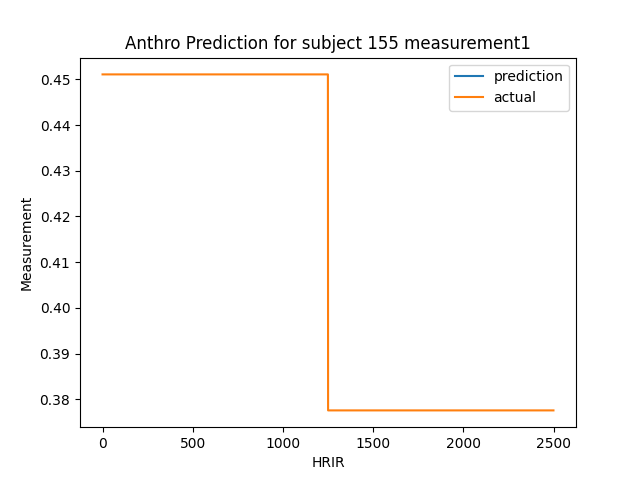 Anthro Prediction for subject 155 measurement1
prediction
actual
Measurement
0.45
0.44
0.43
0.42
0.41
0.40
0.39
0.38
0 500 1000 1500 2000 2500
HRIR